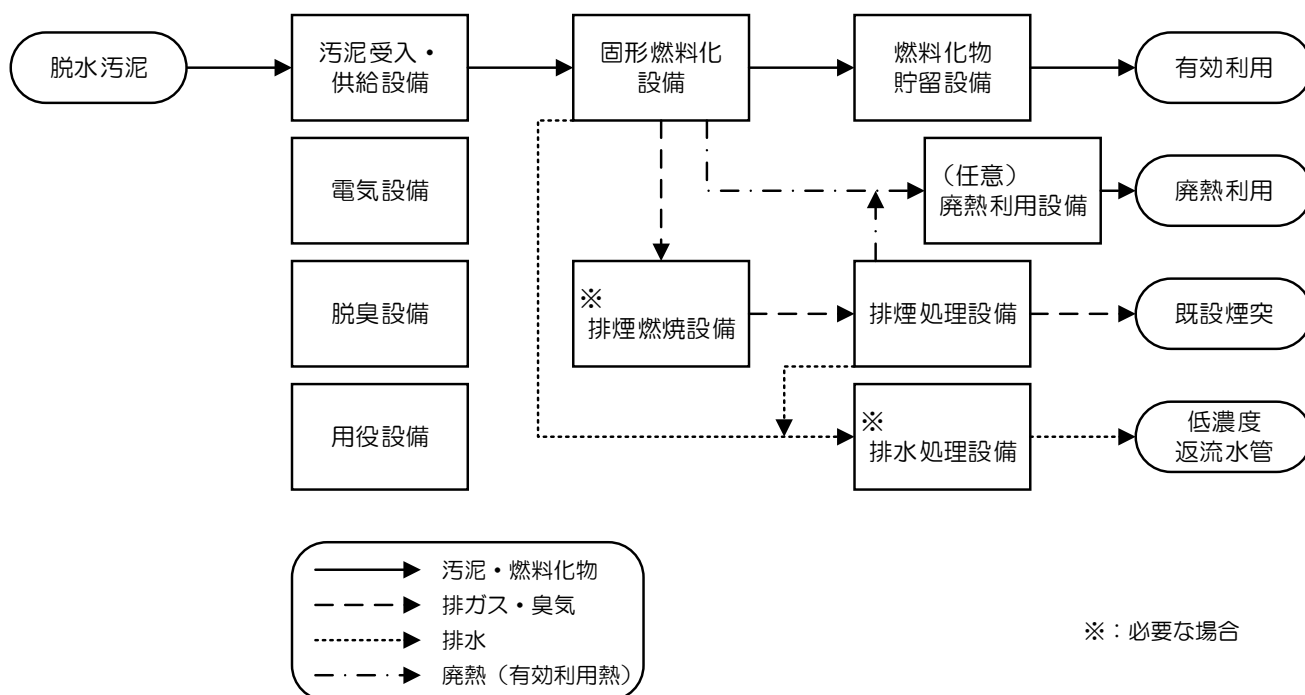 脱水汚泥
汚泥受入・
供給設備
固形燃料化
設備
燃料化物
貯留設備
有効利用
電気設備
（任意）
廃熱利用設備
廃熱利用
脱臭設備
※
排煙燃焼設備
排煙処理設備
既設煙突
用役設備
※
排水処理設備
低濃度
返流水管
汚泥・燃料化物
排ガス・臭気
排水
廃熱（有効利用熱）
※：必要な場合